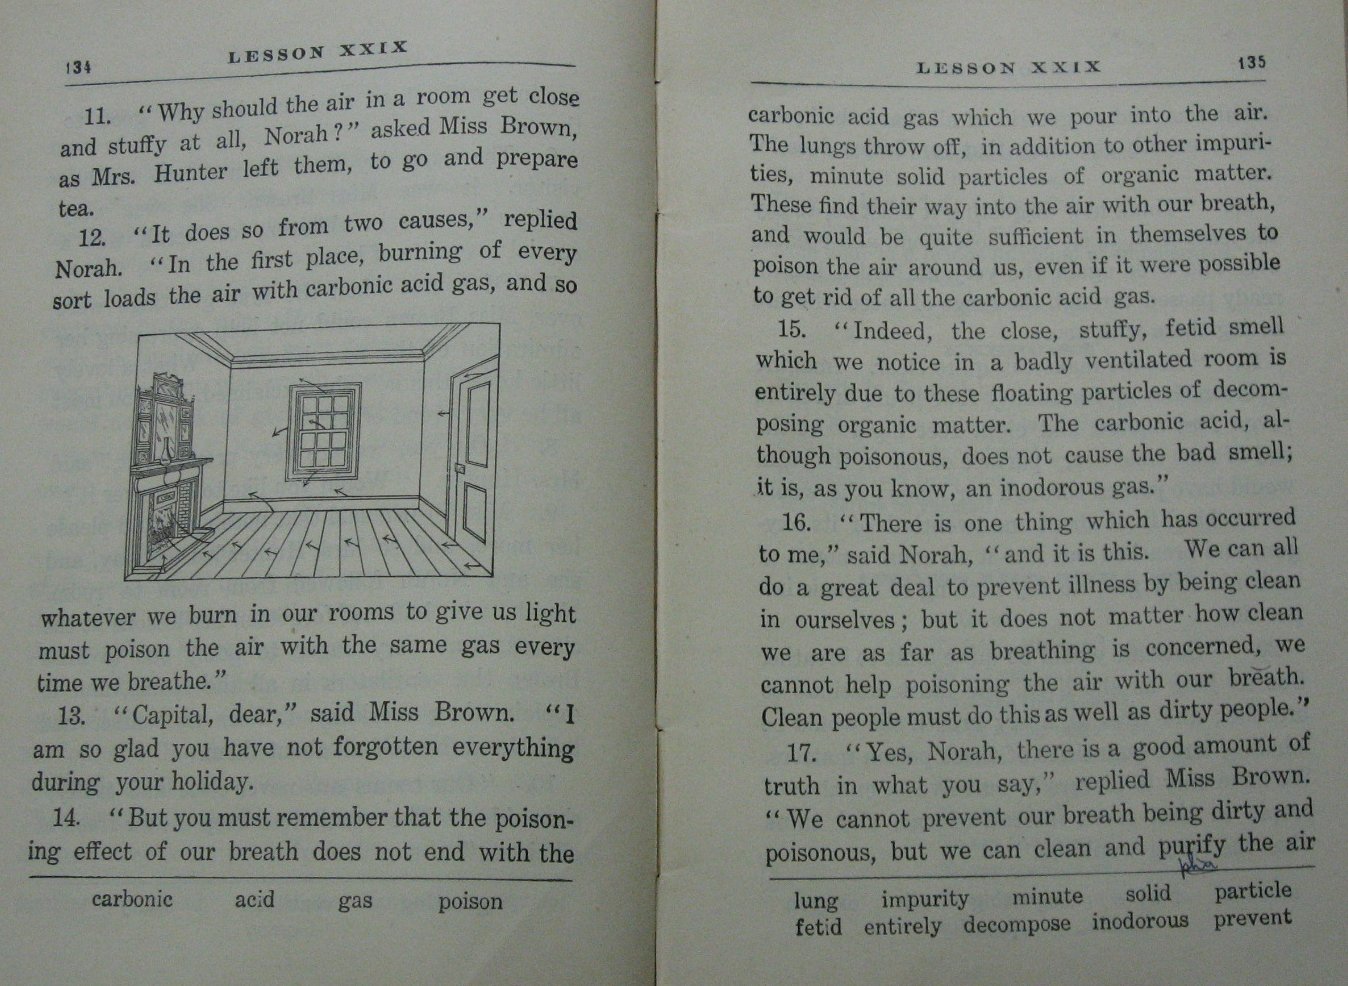 134 LESSON XXIX
11. "Why should the air in a room get close
and stuffy at all, Norah?" asked Miss Brown,
as Mrs. Hunter left them, to go and prepare
tea.
12. "It does so from two causes," replied
Norah. "In the first place, burning of every
sort loads the air with carbonic acid gas, and so
whatever we burn in our rooms to give us light
must poison the air with the same gas every
time we breathe."
13. "Capital, dear," said Miss Brown. "I
am so glad you have not forgotten everything
during your holiday.
14. "But you must remember that the poison-
ing effect of our breath does not end with the
carbonic acid gas poison
LESSON XXIX 135
carbonic acid gas which we pour into the air.
The lungs throw off, in addition to other impuri-
ties, minute solid particles of organic matter.
These find their way into the air with our breath,
and would be quite sufficient in themselves to
poison the air around us, even if it were possible
to get rid of all the carbonic acid gas.
15. "Indeed, the close, stuffy, fetid smell
which we notice in a badly ventilated room is
entirely due to these floating particles of decom-
posing organic matter. The carbonic acid, al-
though poisonous, does not cause the bad smell;
it is, as you know, an inodorous gas."
16. "There is one thing which has occurred
to me," said Norah, "and it is this. We can all
do a great deal to prevent illness by being clean
in ourselves; but it does not matter how clean
we are as far as breathing is concerned, we
cannot help poisoning the air with our breath.
Clean people must do this as well as dirty people."
17. "Yes, Norah, there is a good amount of
truth in what you say," replied Miss Brown.
"We cannot prevent our breath being dirty and
poisonous, but we can clean and purify the air
lung impurity minute solid particle
fetid entirely decompose inodorous prevent